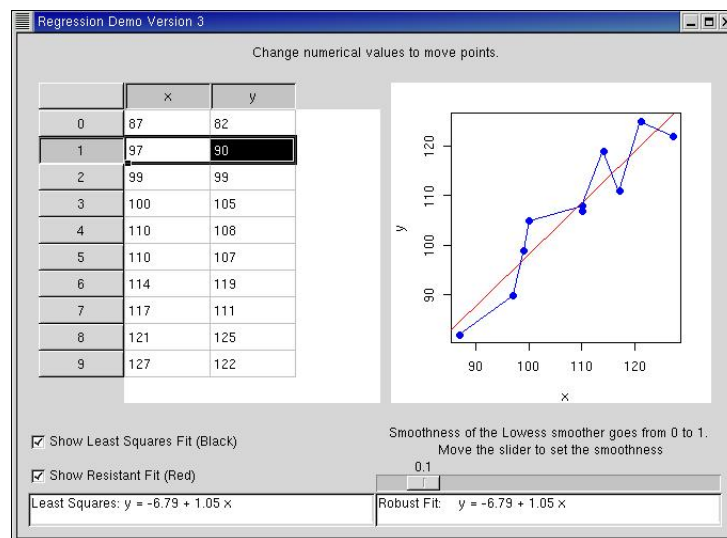 Regression Demo Version 3
Change numerical values to move points.
x y
0 87 82
1 97 90
2 99 99
3 100 105
4 110 108
5 110 107
6 114 119
7 117 111
8 121 125
9 127 122
y
90 100 110 120
90 100 110 120
x
Show Least Squares Fit (Black)
Show Resistant Fit (Red)
Smoothness of the Lowess smoother goes from 0 to 1.
Move the slider to set the smoothness
0.1
Least Squares: y = -6.79 + 1.05 x
Robust Fit: y = -6.79 + 1.05 x